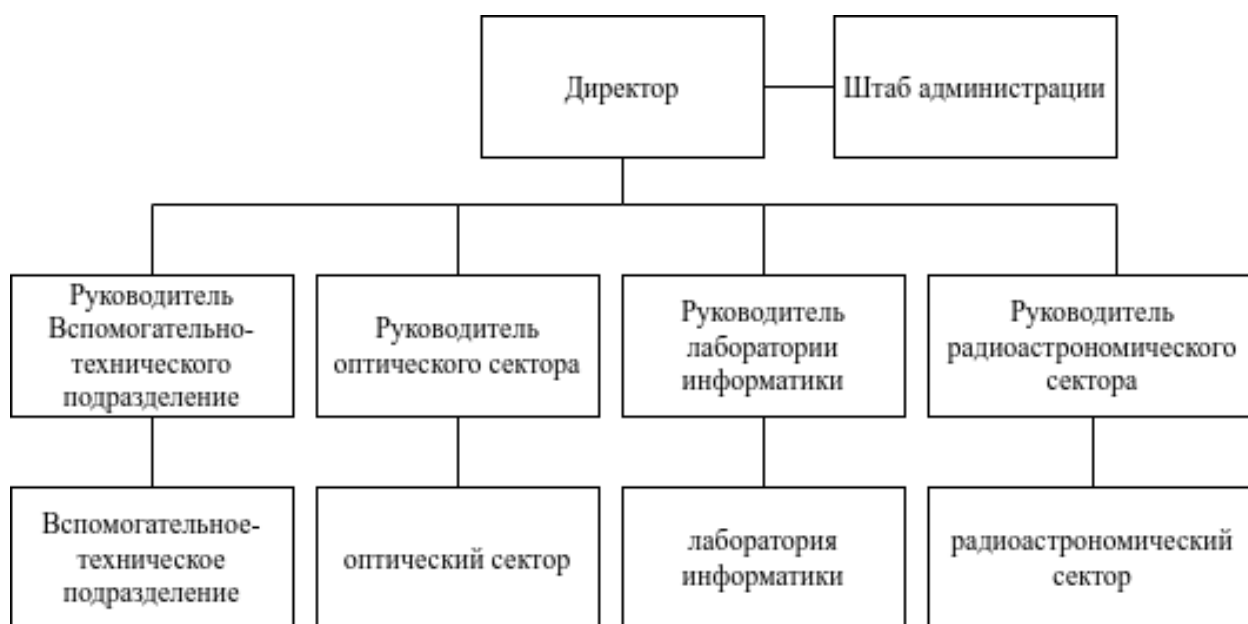 Директор
Штаб администрации
Руководитель
Вспомогательно-
технического
подразделение
Руководитель
оптического сектора
Руководитель
лаборатории
информатики
Руководитель
радиоастрономического
сектора
Вспомогательное-
техническое
подразделение
оптический сектор
лаборатория
информатики
радиоастрономический
сектор